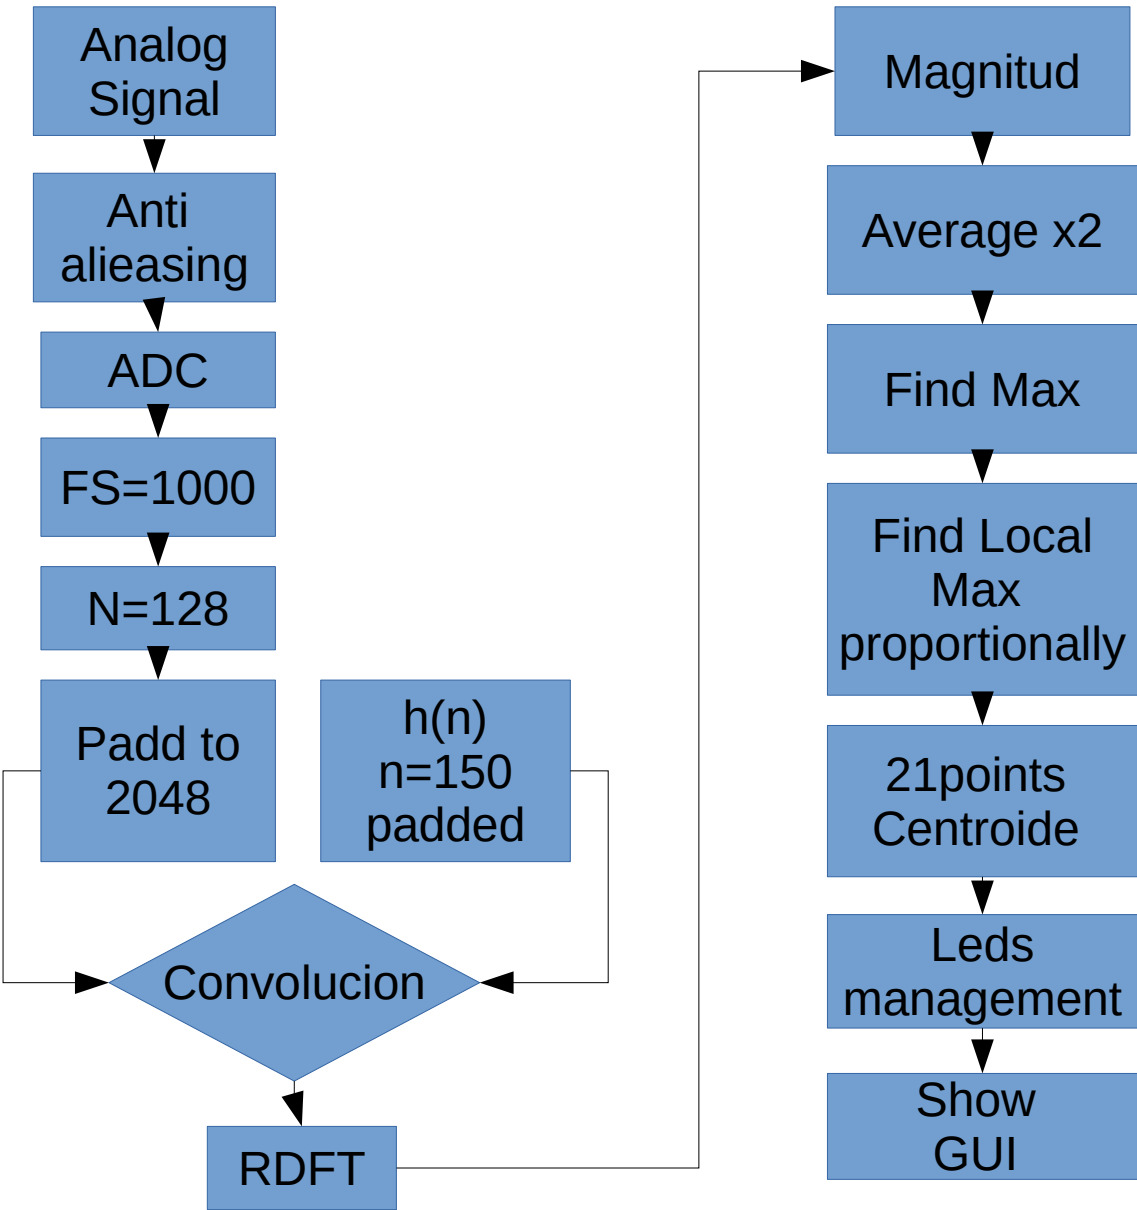 Analog
Signal
Anti
alieasing
ADC
FS=1000
N=128
Padd to
2048
h(n)
n=150
padded
Convolucion
RDFT
Magnitud
Average x2
Find Max
Find Local
Max
proportionally
21points
Centroide
Leds
management
Show
GUI